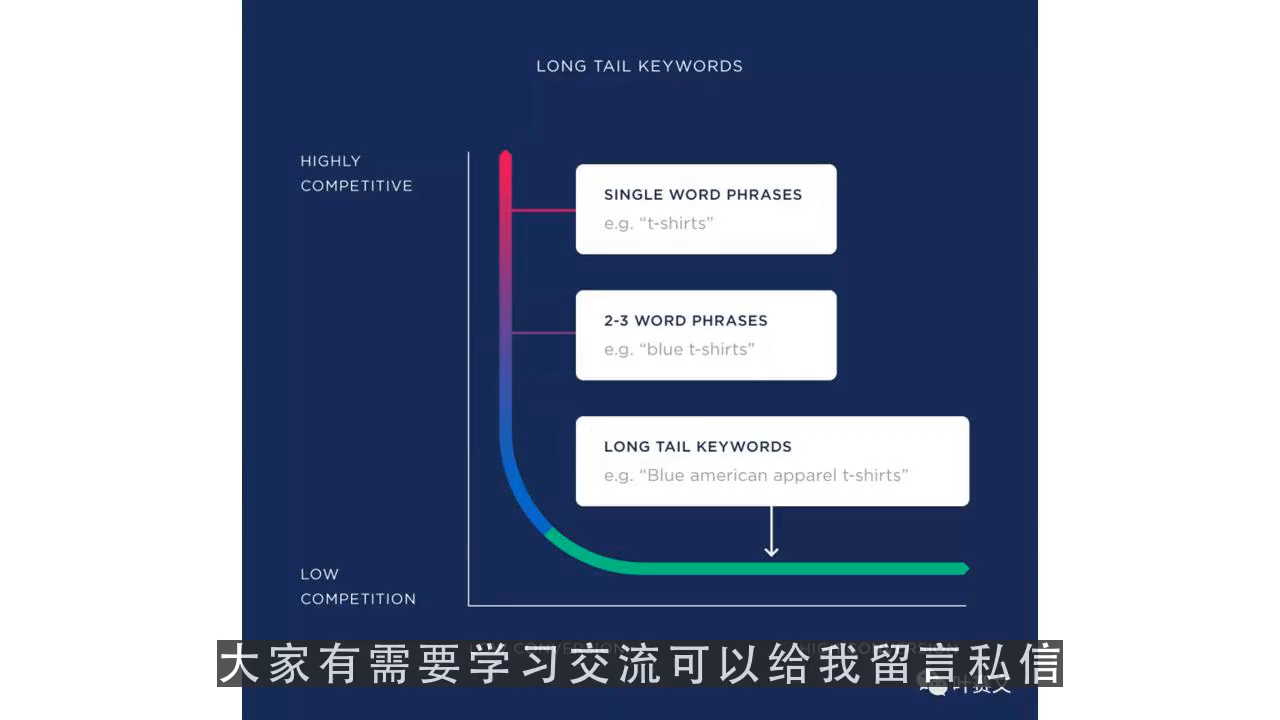 LONG TAIL KEYWORDS
HIGHLY
COMPETITIVE
SINGLE WORD PHRASES
e.g. “t-shirts”
2-3 WORD PHRASES
e.g. “blue t-shirts”
LONG TAIL KEYWORDS
e.g. “Blue american apparel t-shirts”
LOW
COMPETITION
大家有需要学习交流可以给我留言私信